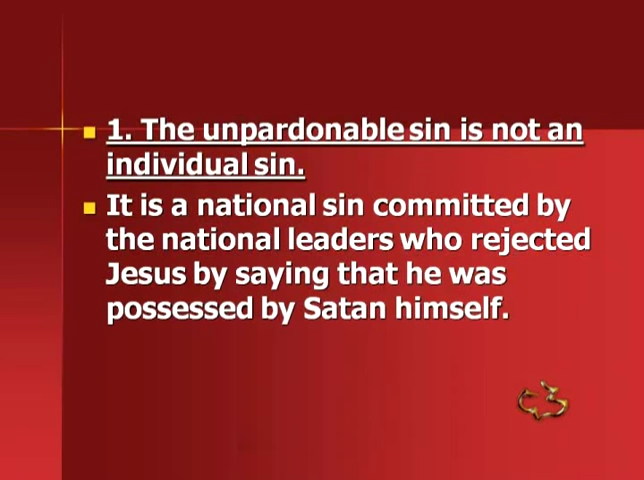 1. The unpardonable sin is not an
individual sin.
It is a national sin committed by
the national leaders who rejected
Jesus by saying that he was
possessed by Satan himself.